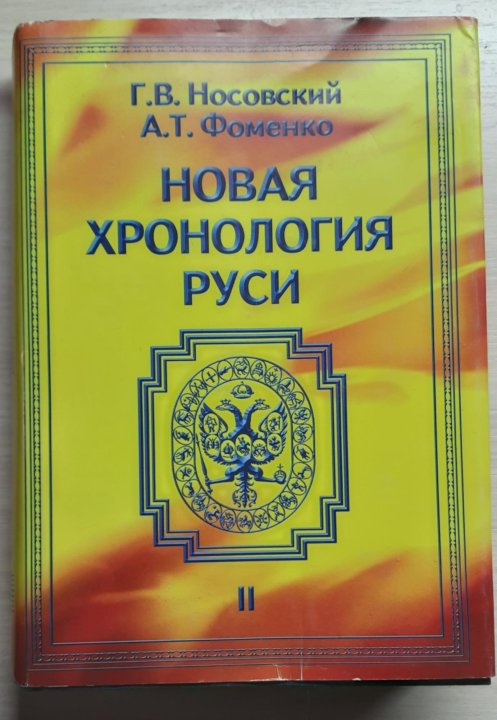 Г.В. Носовский
А.Т. Фоменко
НОВАЯ
ХРОНОЛОГИЯ
РУСИ
II